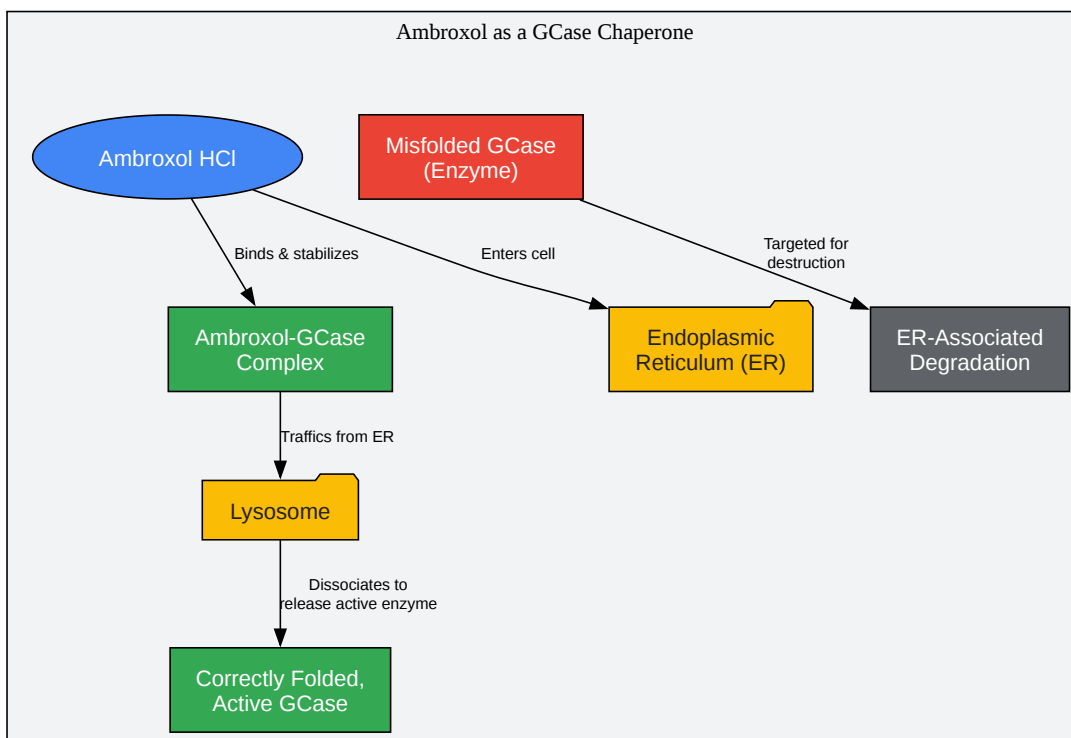 Ambroxol as a GCase Chaperone
Ambroxol HCl
Misfolded GCase
(Enzyme)
Binds & stabilizes
Enters cell
Targeted for
destruction
Ambroxol-GCase
Complex
Endoplasmic
Reticulum (ER)
ER-Associated
Degradation
Traffics from ER
Lysosome
Dissociates to
release active enzyme
Correctly Folded,
Active GCase